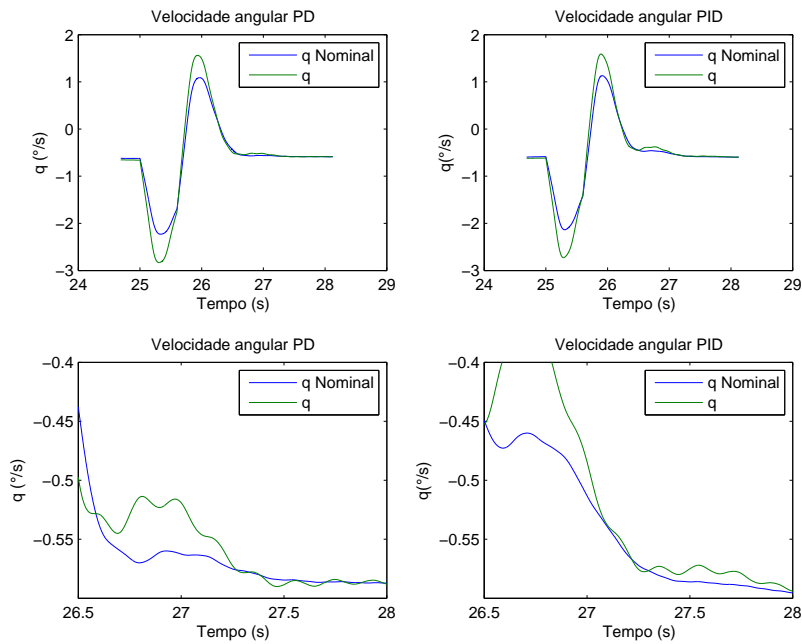 Velocidade angular PD
2
1
0
−1
−2
−3
q (°/s)
24
25
26
27
28
29
Tempo (s)
q Nominal
q
Velocidade angular PID
2
1
0
−1
−2
−3
q(°/s)
24
25
26
27
28
29
Tempo (s)
q Nominal
q
Velocidade angular PD
−0.4
−0.45
−0.5
−0.55
q (°/s)
26.5
27
27.5
28
Tempo (s)
q Nominal
q
Velocidade angular PID
−0.4
−0.45
−0.5
−0.55
q(°/s)
26.5
27
27.5
28
Tempo (s)
q Nominal
q